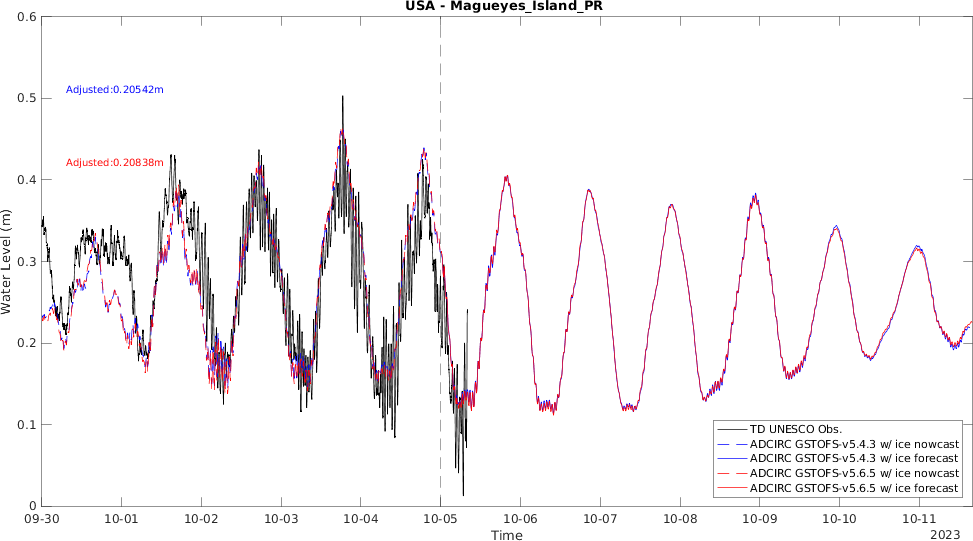 USA - Magueyes_Island_PR
0.6
0.5
0.4
0.3
0.2
0.1
0
Water Level (m)
Adjusted:0.20542m
Adjusted:0.20838m
TD UNESCO Obs.
ADCIRC GSTOFS-v5.4.3 w/ ice nowcast
ADCIRC GSTOFS-v5.4.3 w/ ice forecast
ADCIRC GSTOFS-v5.6.5 w/ ice nowcast
ADCIRC GSTOFS-v5.6.5 w/ ice forecast
09-30 10-01 10-02 10-03 10-04 10-05 10-06 10-07 10-08 10-09 10-10 10-11
Time
2023